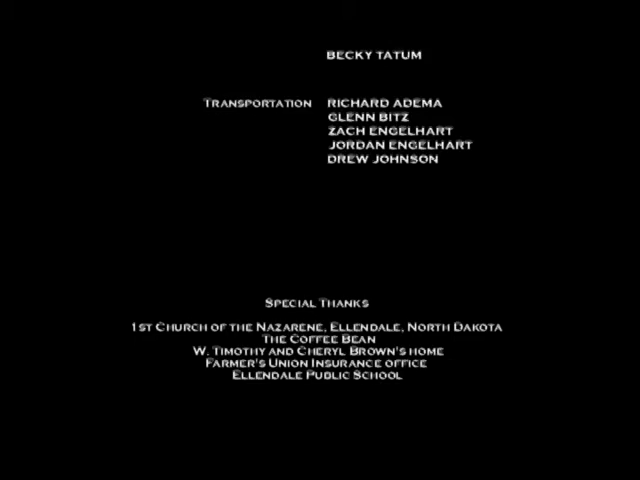 BECKY TATUM
TRANSPORTATION RICHARD ADEMA
GLENN BITZ
ZACH ENGELHART
JORDAN ENGELHART
DREW JOHNSON
SPECIAL THANKS
1ST CHURCH OF THE NAZARENE, ELLENDALE, NORTH DAKOTA
THE COFFEE BEAN
W. TIMOTHY AND CHERYL BROWN'S HOME
FARMER'S UNION INSURANCE OFFICE
ELLENDALE PUBLIC SCHOOL